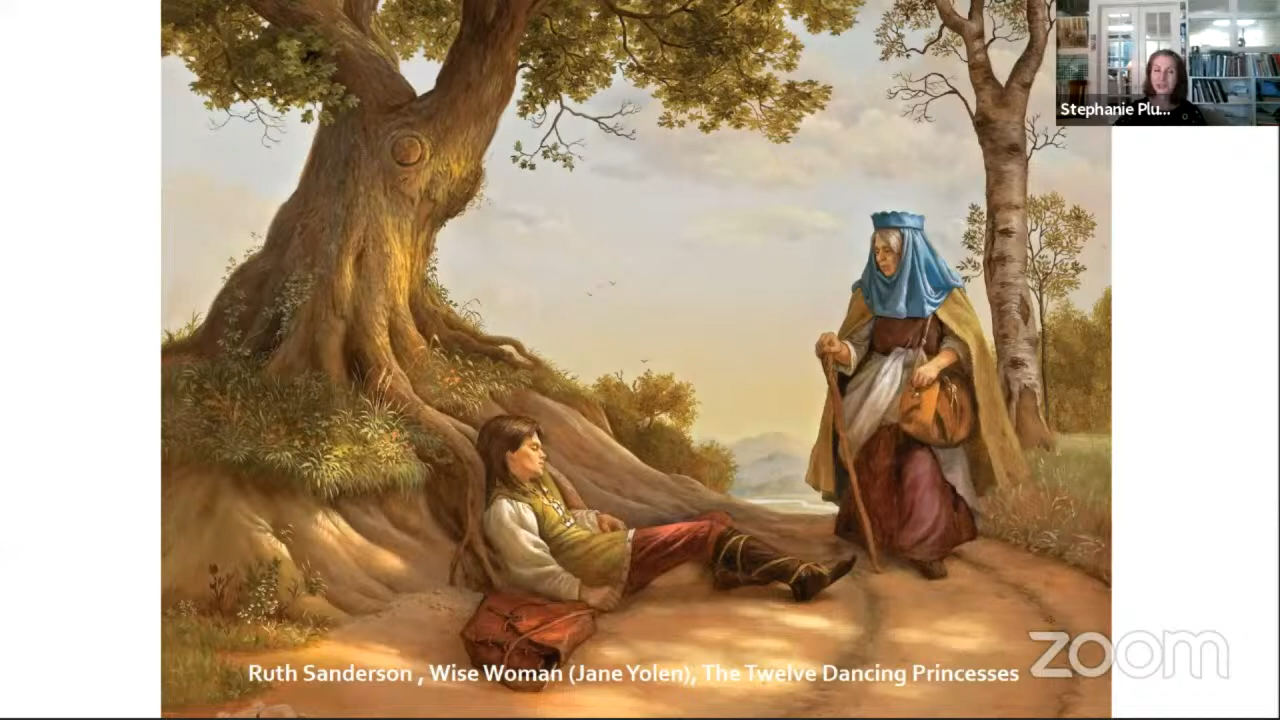 Stephanie Plu...
Ruth Sanderson , Wise Woman (Jane Yolen), The Twelve Dancing Princesses
zoom